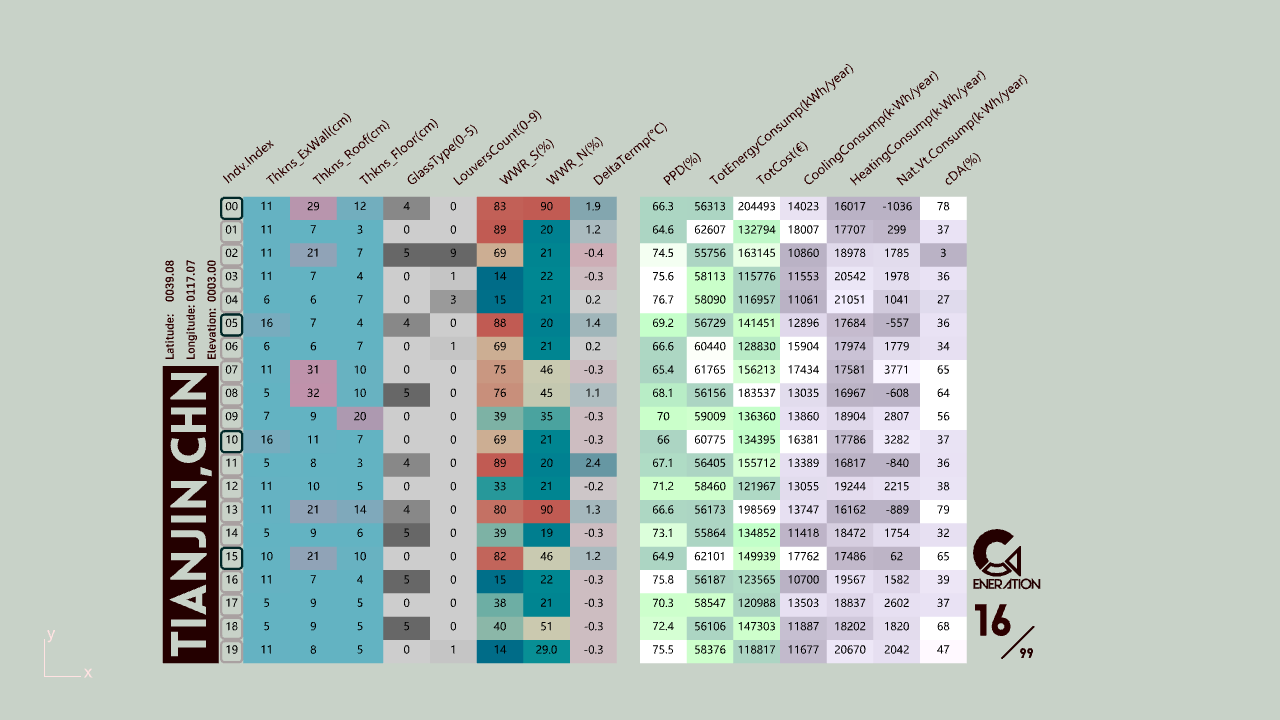 Indv.Index Thkns_ExWall(cm) Thkns_Roof(cm) Thkns_Floor(cm) GlassType(0-5) LouversCount(0-9) WWR_S(%) WWR_N(%) DeltaTermp(°C) PPD(%) TotEnergyConsump(kWh/year) TotCost(€) CoolingConsump(k·Wh/year) HeatingConsump(k·Wh/year) Nat.Vt.Consump(k·Wh/year) cDA(%)
00 11 29 12 4 0 83 90 1.9 66.3 56313 204493 14023 16017 -1036 78
01 11 7 3 0 0 89 20 1.2 64.6 62607 132794 18007 17707 299 37
02 11 21 7 5 9 69 21 -0.4 74.5 55756 163145 10860 18978 1785 3
03 11 7 4 0 1 14 22 -0.3 75.6 58113 115776 11553 20542 1978 36
04 6 6 7 0 3 15 21 0.2 76.7 58090 116957 11061 21051 1041 27
05 16 7 4 4 0 88 20 1.4 69.2 56729 141451 12896 17684 -557 36
06 6 6 7 0 1 69 21 0.2 66.6 60440 128830 15904 17974 1779 34
07 11 31 10 0 0 75 46 -0.3 65.4 61765 156213 17434 17581 3771 65
08 5 32 10 5 0 76 45 1.1 68.1 56156 183537 13035 16967 -608 64
09 7 9 20 0 0 39 35 -0.3 70 59009 136360 13860 18904 2807 56
10 16 11 7 0 0 69 21 -0.3 66 60775 134395 16381 17786 3282 37
11 5 8 3 4 0 89 20 2.4 67.1 56405 155712 13389 16817 -840 36
12 11 10 5 0 0 33 21 -0.2 71.2 58460 121967 13055 19244 2215 38
13 11 21 14 4 0 80 90 1.3 66.6 56173 198569 13747 16162 -889 79
14 5 9 6 5 0 39 19 -0.3 73.1 55864 134852 11418 18472 1754 32
15 10 21 10 0 0 82 46 1.2 64.9 62101 149939 17762 17486 62 65
16 11 7 4 5 0 15 22 -0.3 75.8 56187 123565 10700 19567 1582 39
17 5 9 5 0 0 38 21 -0.3 70.3 58547 120988 13503 18837 2602 37
18 5 9 5 5 0 40 51 -0.3 72.4 56106 147303 11887 18202 1820 68
19 11 8 5 0 1 14 29.0 -0.3 75.5 58376 118817 11677 20670 2042 47
Latitude: 0039.08
Longitude: 0117.07
Elevation: 0003.00
TIANJIN,CHN
G
ENERATION
16/99
y
x